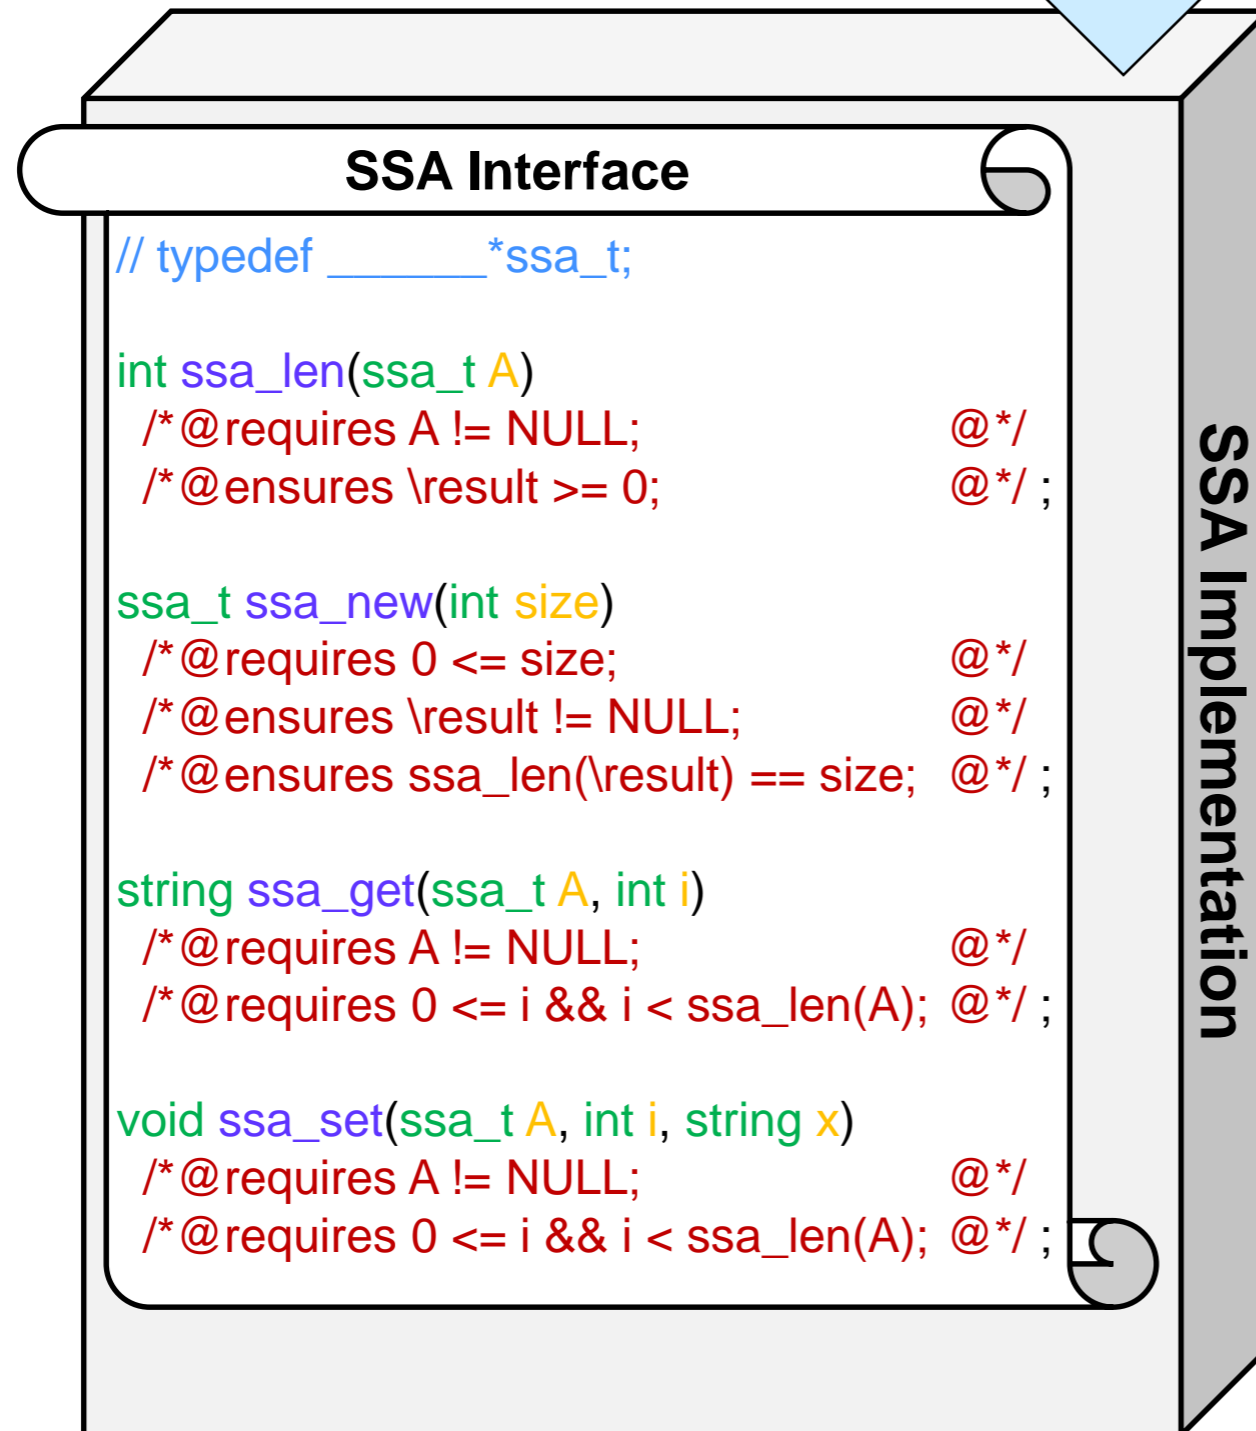 SSA Interface
// typedef ______*ssa_t;
int ssa_len(ssa_t A)
/*@requires A != NULL; @*/
/*@ensures \result >= 0; @*/ ;
ssa_t ssa_new(int size)
/*@requires 0 <= size; @*/
/*@ensures \result != NULL; @*/
/*@ensures ssa_len(\result) == size; @*/ ;
string ssa_get(ssa_t A, int i)
/*@requires A != NULL; @*/
/*@requires 0 <= i && i < ssa_len(A); @*/ ;
void ssa_set(ssa_t A, int i, string x)
/*@requires A != NULL; @*/
/*@requires 0 <= i && i < ssa_len(A); @*/ ;
SSA Implementation